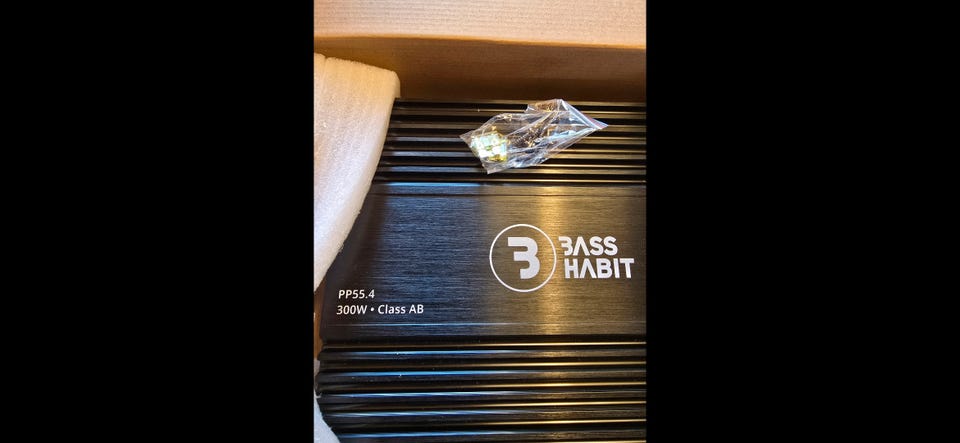 B BASS
HABIT
PP55.4
300W • Class AB